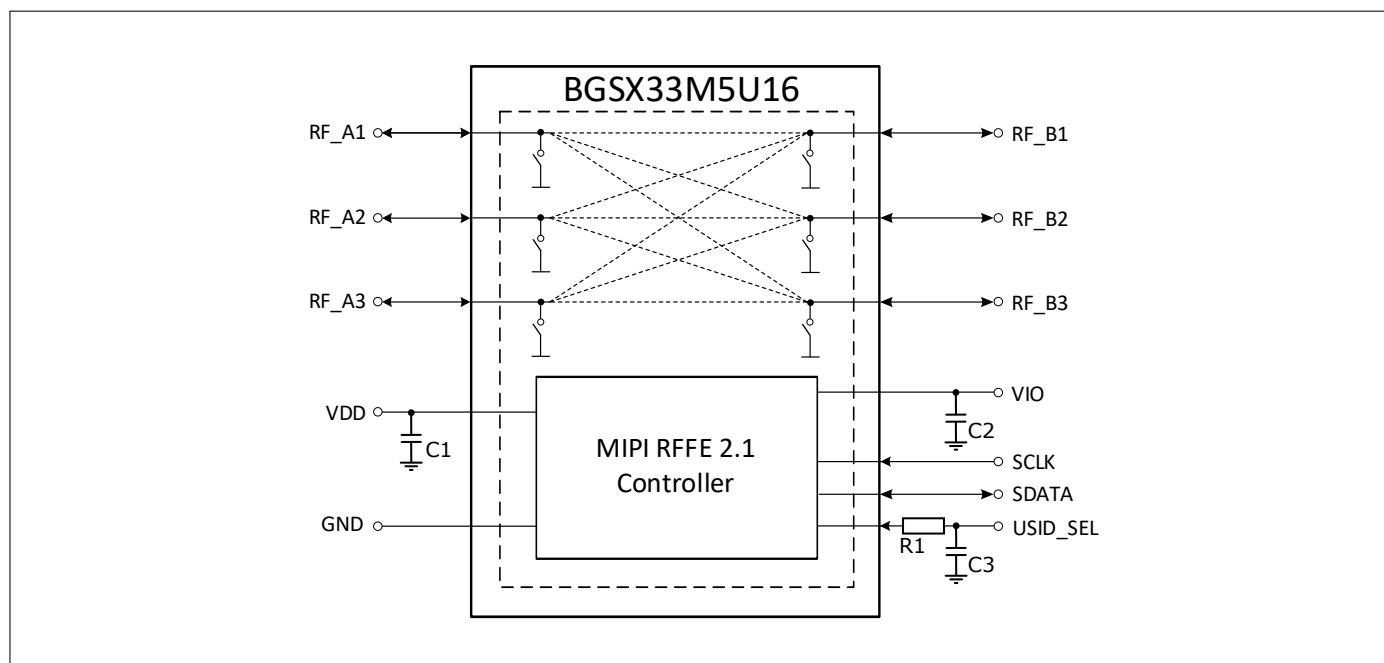 BGSX33M5U16
RF_A1
RF_B1
RF_A2
RF_B2
RF_A3
RF_B3
VDD
C1
VIO
C2
MIPI RFFE 2.1
Controller
SCLK
SDATA
GND
USID_SEL
R1
C3